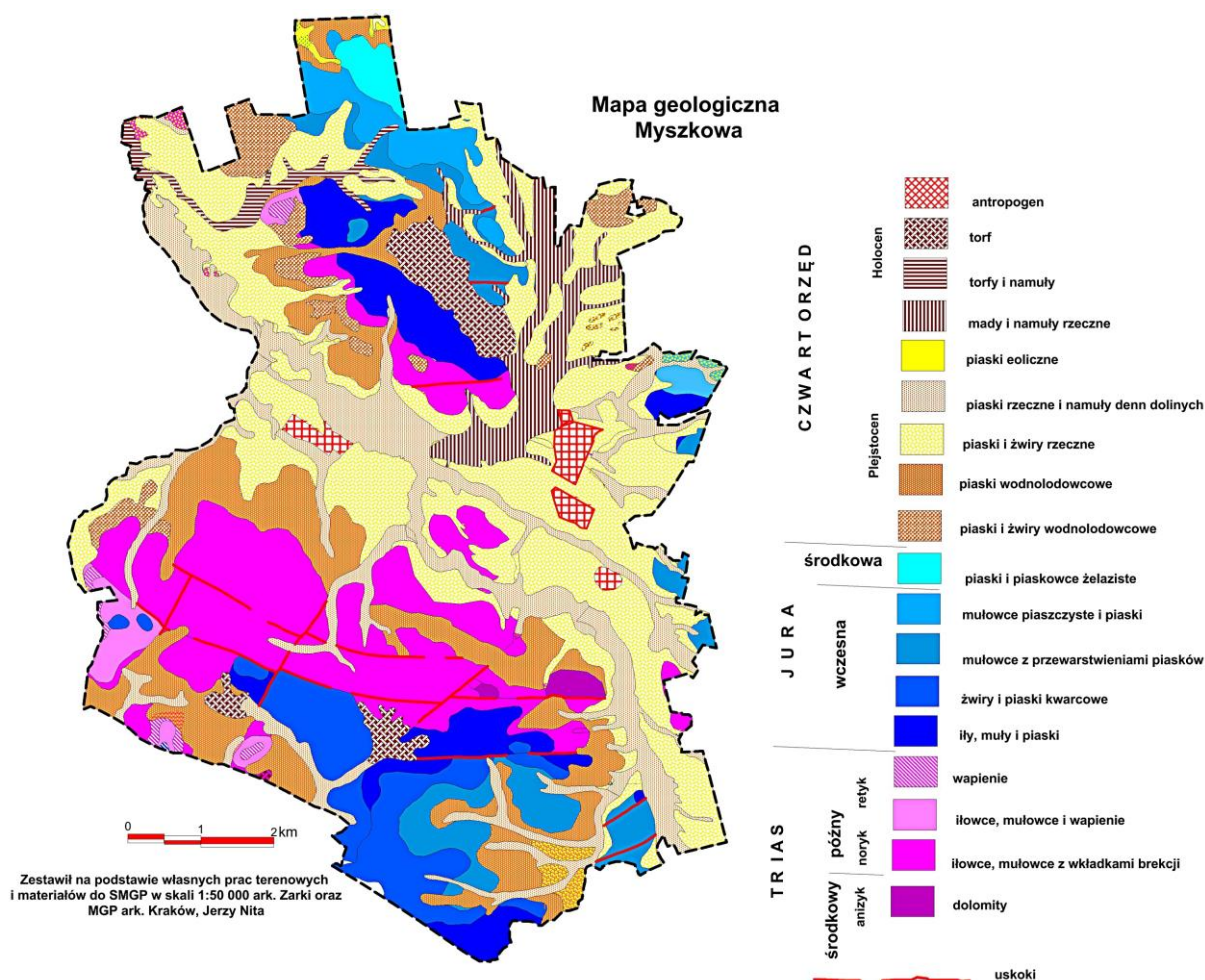 Mapa geologiczna
Myszkowa
CZWARTORZĘD
Holocen
antropogen
torf
torfy i namuły
mady i namuły rzeczne
piaski eoliczne
Plejstocen
piaski rzeczne i namuły denn dolinych
piaski i żwiry rzeczne
piaski wodnolodowcowe
piaski i żwiry wodnolodowcowe
JURA
środkowa
piaski i piaskowce żelaziste
wczesna
mułowce piaszczyste i piaski
mułowce z przewarstwieniami piasków
żwiry i piaski kwarcowe
iły, muły i piaski
TRIAS
późny
retyk
wapienie
iłowce, mułowce i wapienie
noryk
iłowce, mułowce z wkładkami brekcji
środkowy
anizyk
dolomity
uskoki
0 1 2 km
Zestawił na podstawie własnych prac terenowych
i materiałów do SMGP w skali 1:50 000 ark. Zarki oraz
MGP ark. Kraków, Jerzy Nita